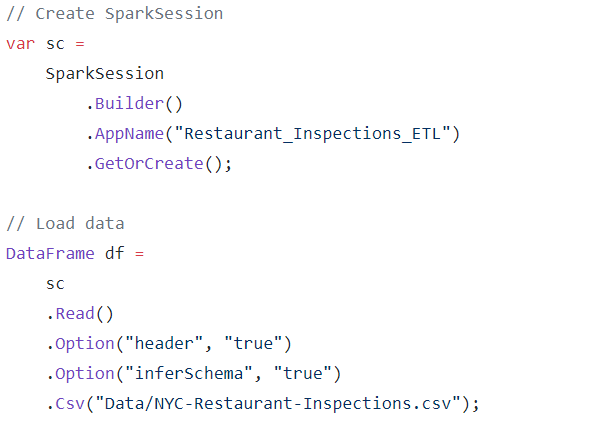 // Create SparkSession
var sc =
    SparkSession
        .Builder()
        .AppName("Restaurant_Inspections_ETL")
        .GetOrCreate();

// Load data
DataFrame df =
    sc
    .Read()
    .Option("header", "true")
    .Option("inferSchema", "true")
    .Csv("Data/NYC-Restaurant-Inspections.csv");